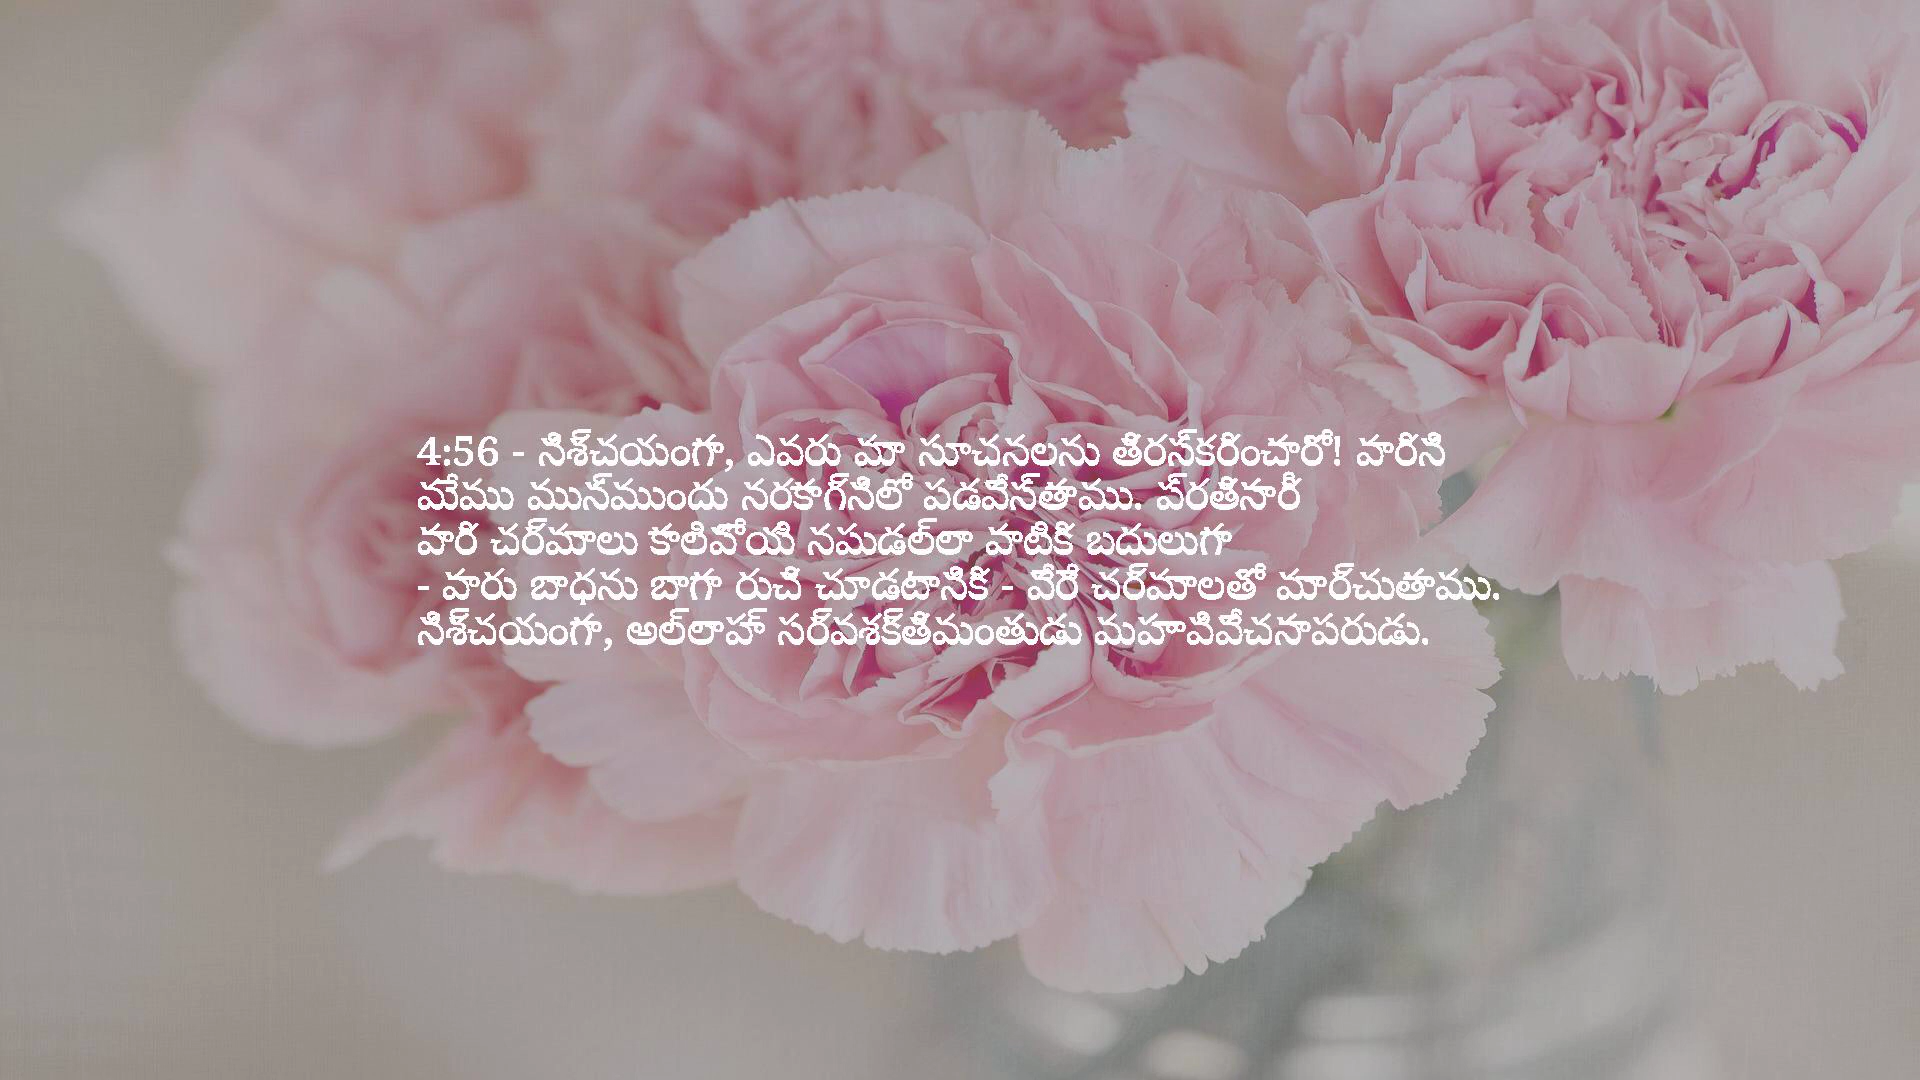 4:56 - నిశ్చయంగా, ఎవరు మా సూచనలను తిరస్కరించారో! వారిని
మేము మున్ముందు నరకాగ్నిలో పడవేస్తాము. ప్రతిసారీ
వారి చర్మాలు కాలిపోయి నపుడల్లా వాటికి బదులుగా
- వారు బాధను బాగా రుచి చూడటానికి - వేరే చర్మాలతో మార్చుతాము.
నిశ్చయంగా, అల్లాహ్ సర్వశక్తిమంతుడు మహావివేచనాపరుడు.